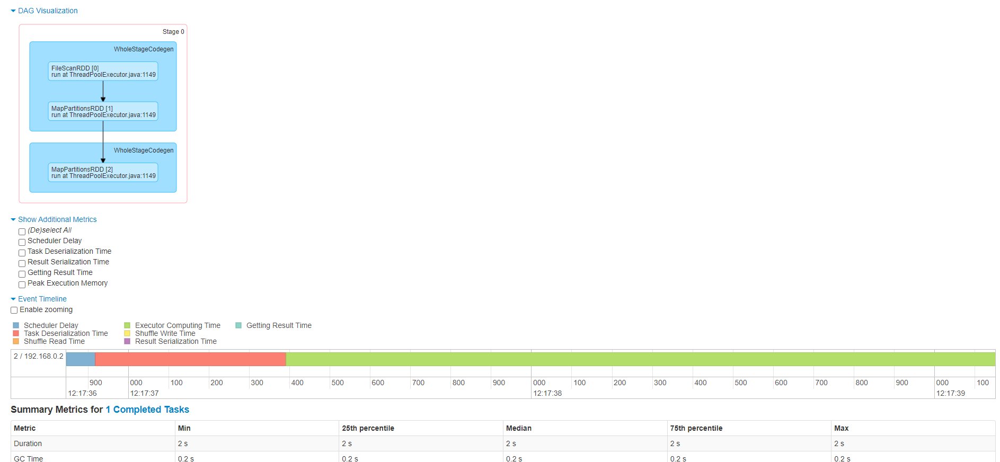 DAG Visualization
Stage 0
WholeStageCodegen
FileScanRDD [0]
run at ThreadPoolExecutor.java:1149
MapPartitionsRDD [1]
run at ThreadPoolExecutor.java:1149
WholeStageCodegen
MapPartitionsRDD [2]
run at ThreadPoolExecutor.java:1149
Show Additional Metrics
(De)select All
Scheduler Delay
Task Deserialization Time
Result Serialization Time
Getting Result Time
Peak Execution Memory
Event Timeline
Enable zooming
Scheduler Delay Executor Computing Time Getting Result Time
Task Deserialization Time Shuffle Write Time
Shuffle Read Time Result Serialization Time
2 / 192.168.0.2
900 000 100 200 300 400 500 600 700 800 900 000 100 200 300 400 500 600 700 800 900 000 100
12:17:36 12:17:37 12:17:38 12:17:39
Summary Metrics for 1 Completed Tasks
Metric Min 25th percentile Median 75th percentile Max
Duration 2 s 2 s 2 s 2 s 2 s
GC Time 0.2 s 0.2 s 0.2 s 0.2 s 0.2 s